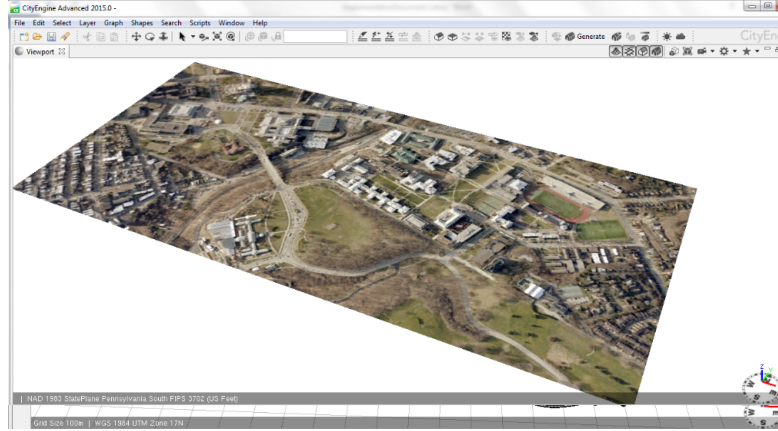 CityEngine Advanced 2015.0 -
File Edit Select Layer Graph Shapes Search Scripts Window Help
Generate
CityEn
Viewport
| NAD 1983 StatePlane Pennsylvania South FIPS 3702 (US Feet)
Grid Size 100m | WGS 1984 UTM Zone 17N